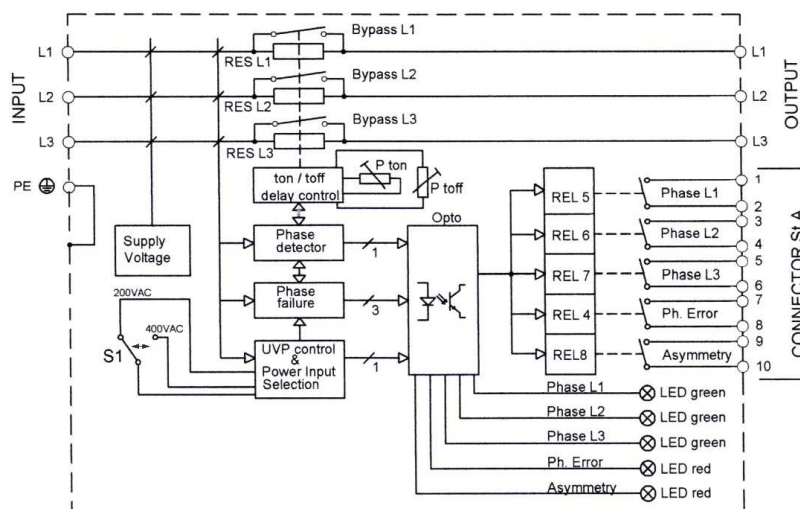 Bypass L1
L1
RES L1
L1
Bypass L2
L2
RES L2
L2
Bypass L3
L3
RES L3
L3
INPUT
OUTPUT
PE
ton / toff
delay control
P ton
P toff
Opto
Supply
Voltage
Phase
detector
1
Phase
failure
3
UVP control
&
Power Input
Selection
1
200VAC
400VAC
S1
REL 5
Phase L1
1
2
REL 6
Phase L2
3
4
REL 7
Phase L3
5
6
REL 4
Ph. Error
7
8
REL8
Asymmetry
9
10
CONNECTOR St.A
Phase L1
LED green
Phase L2
LED green
Phase L3
LED green
Ph. Error
LED red
Asymmetry
LED red